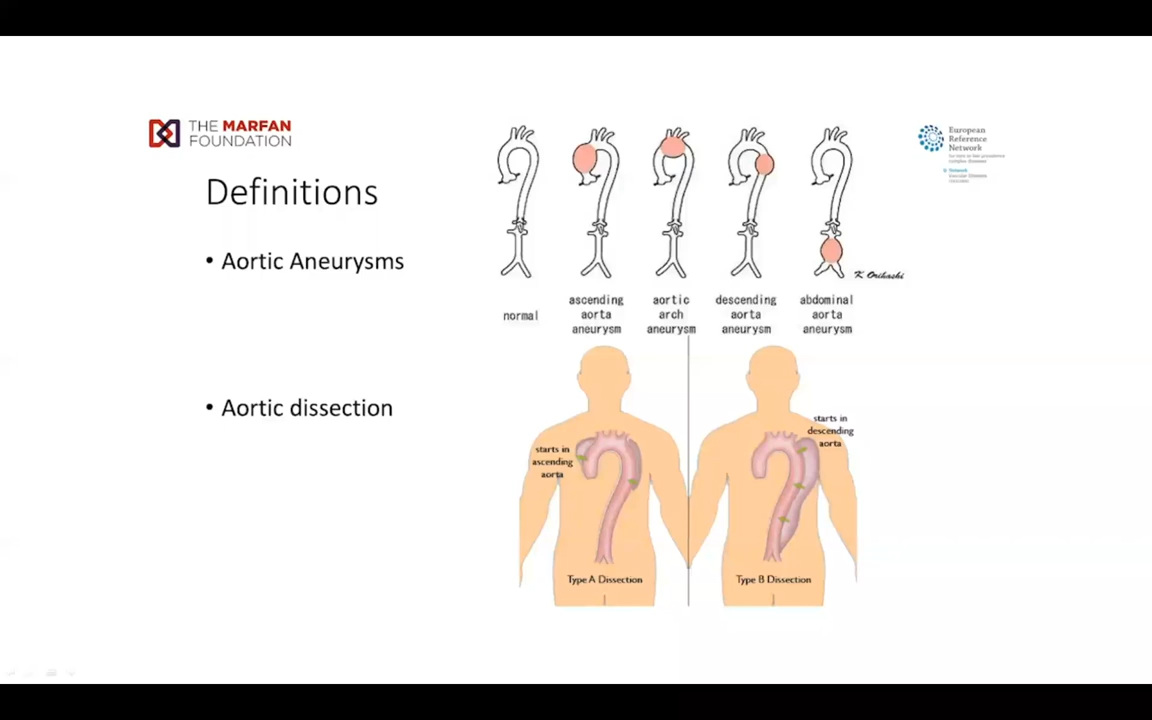 THE MARFAN
FOUNDATION
European
Reference
Network
Definitions
• Aortic Aneurysms
K Orihashi
normal
ascending
aorta
aneurysm
aortic
arch
aneurysm
descending
aorta
aneurysm
abdominal
aorta
aneurysm
• Aortic dissection
starts in
ascending
aorta
Type A Dissection
starts in
descending
aorta
Type B Dissection